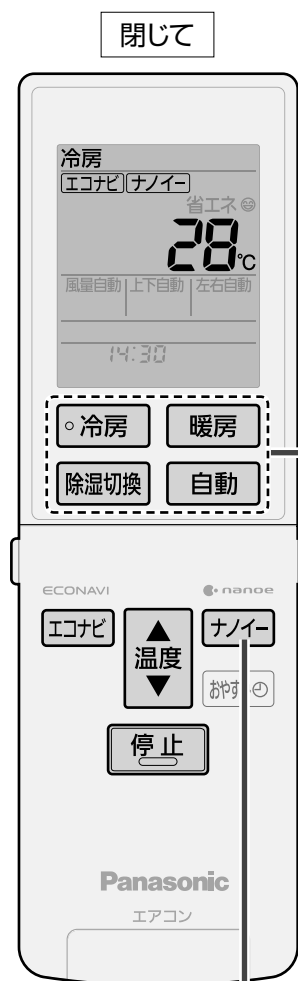 閉じて
冷房
エコナビ ナノイー
省エネ
28℃
風量自動 上下自動 左右自動
14:30
冷房 暖房
除湿切換 自動
ECONAVI nanoe
エコナビ ▲ ナノイー
温度
▼ おやすみ
停止
Panasonic
エアコン